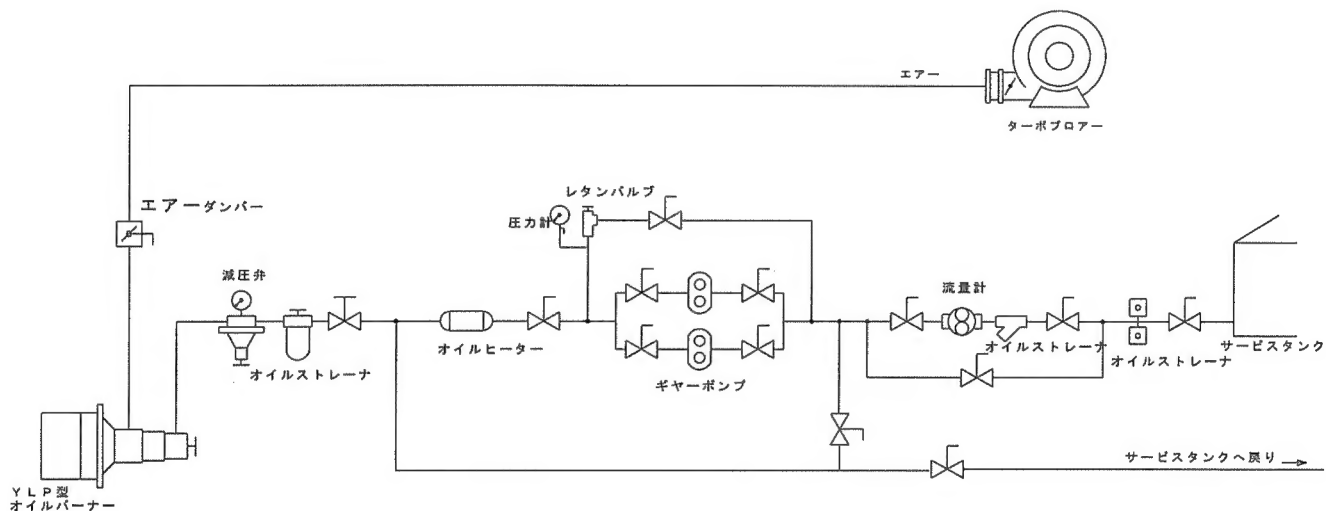 エアー
ターボブロアー
エアーダンパー
レタンバルブ
圧力計
減圧弁
流量計
オイルヒーター
オイルストレーナ
オイルストレーナ
オイルストレーナ
サービスタンク
ギヤーポンプ
サービスタンクへ戻り
ＹＬＰ型
オイルバーナー